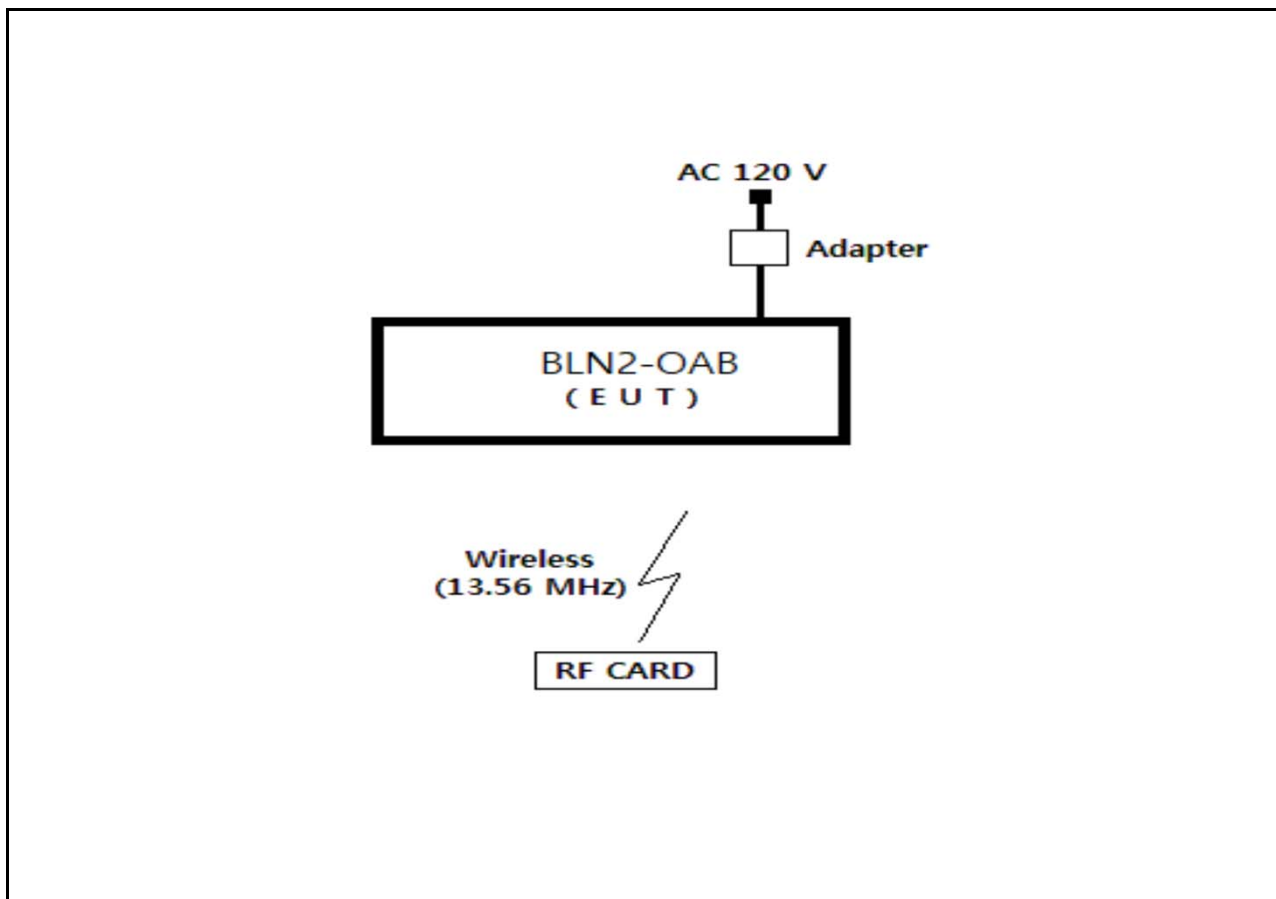 AC 120 V
Adapter
BLN2-OAB
( E U T )
Wireless
(13.56 MHz)
RF CARD